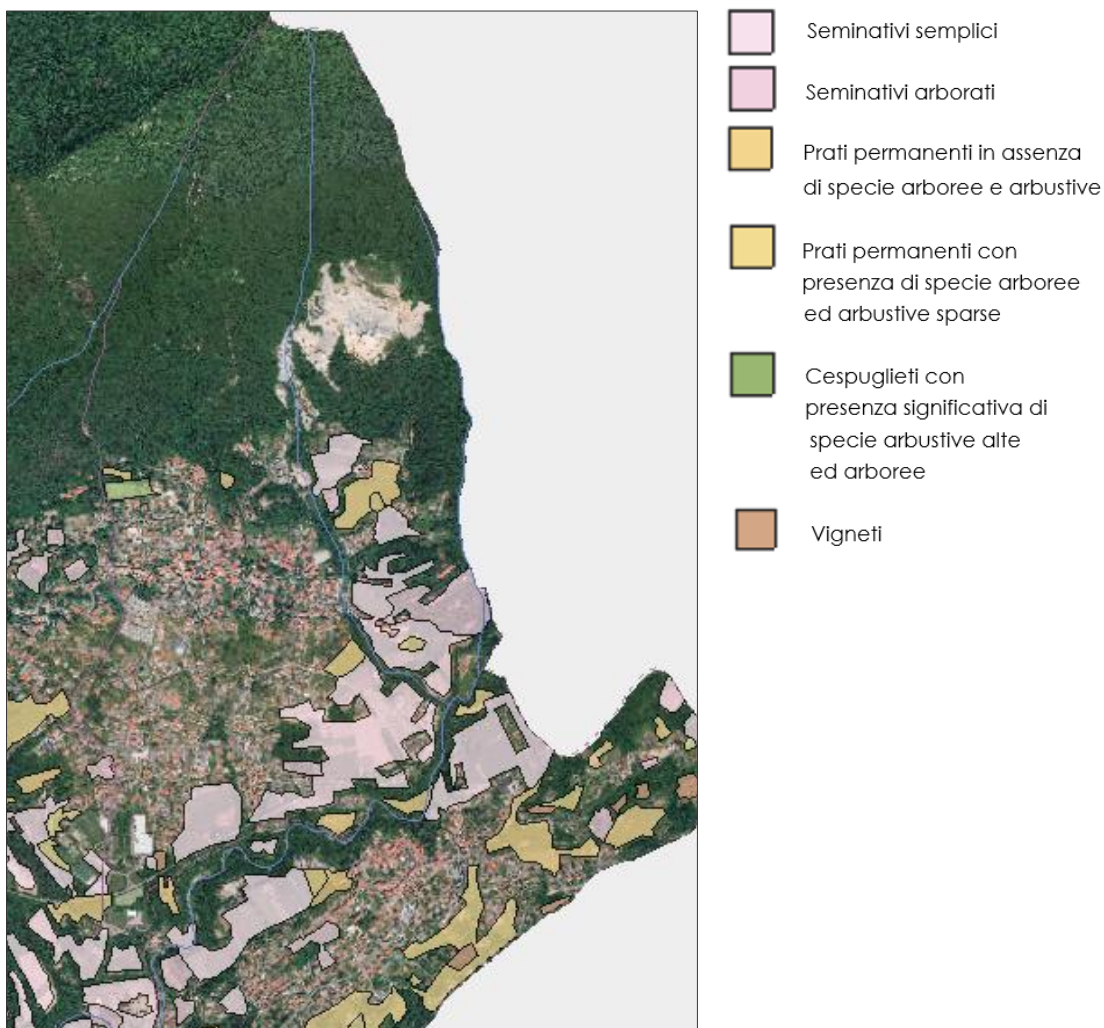 Seminativi semplici
Seminativi arborati
Prati permanenti in assenza
di specie arboree e arbustive
Prati permanenti con
presenza di specie arboree
ed arbustive sparse
Cespuglieti con
presenza significativa di
specie arbustive alte
ed arboree
Vigneti